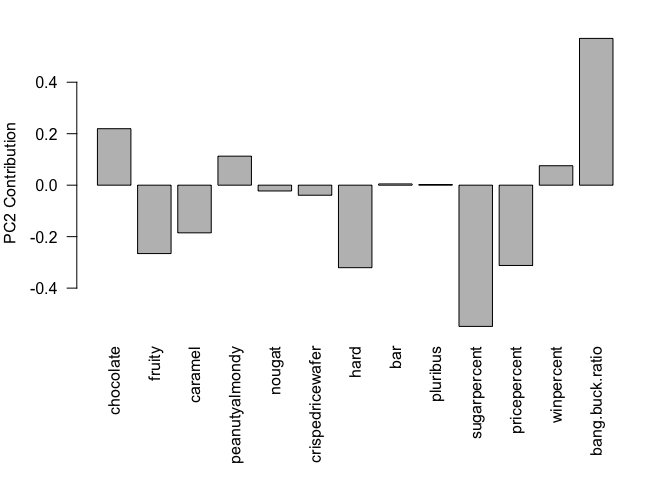 PC2 Contribution
0.4
0.2
0.0
-0.2
-0.4
chocolate
fruity
caramel
peanutyalmondy
nougat
crispedricewafer
hard
bar
pluribus
sugarpercent
pricepercent
winpercent
bang.buck.ratio